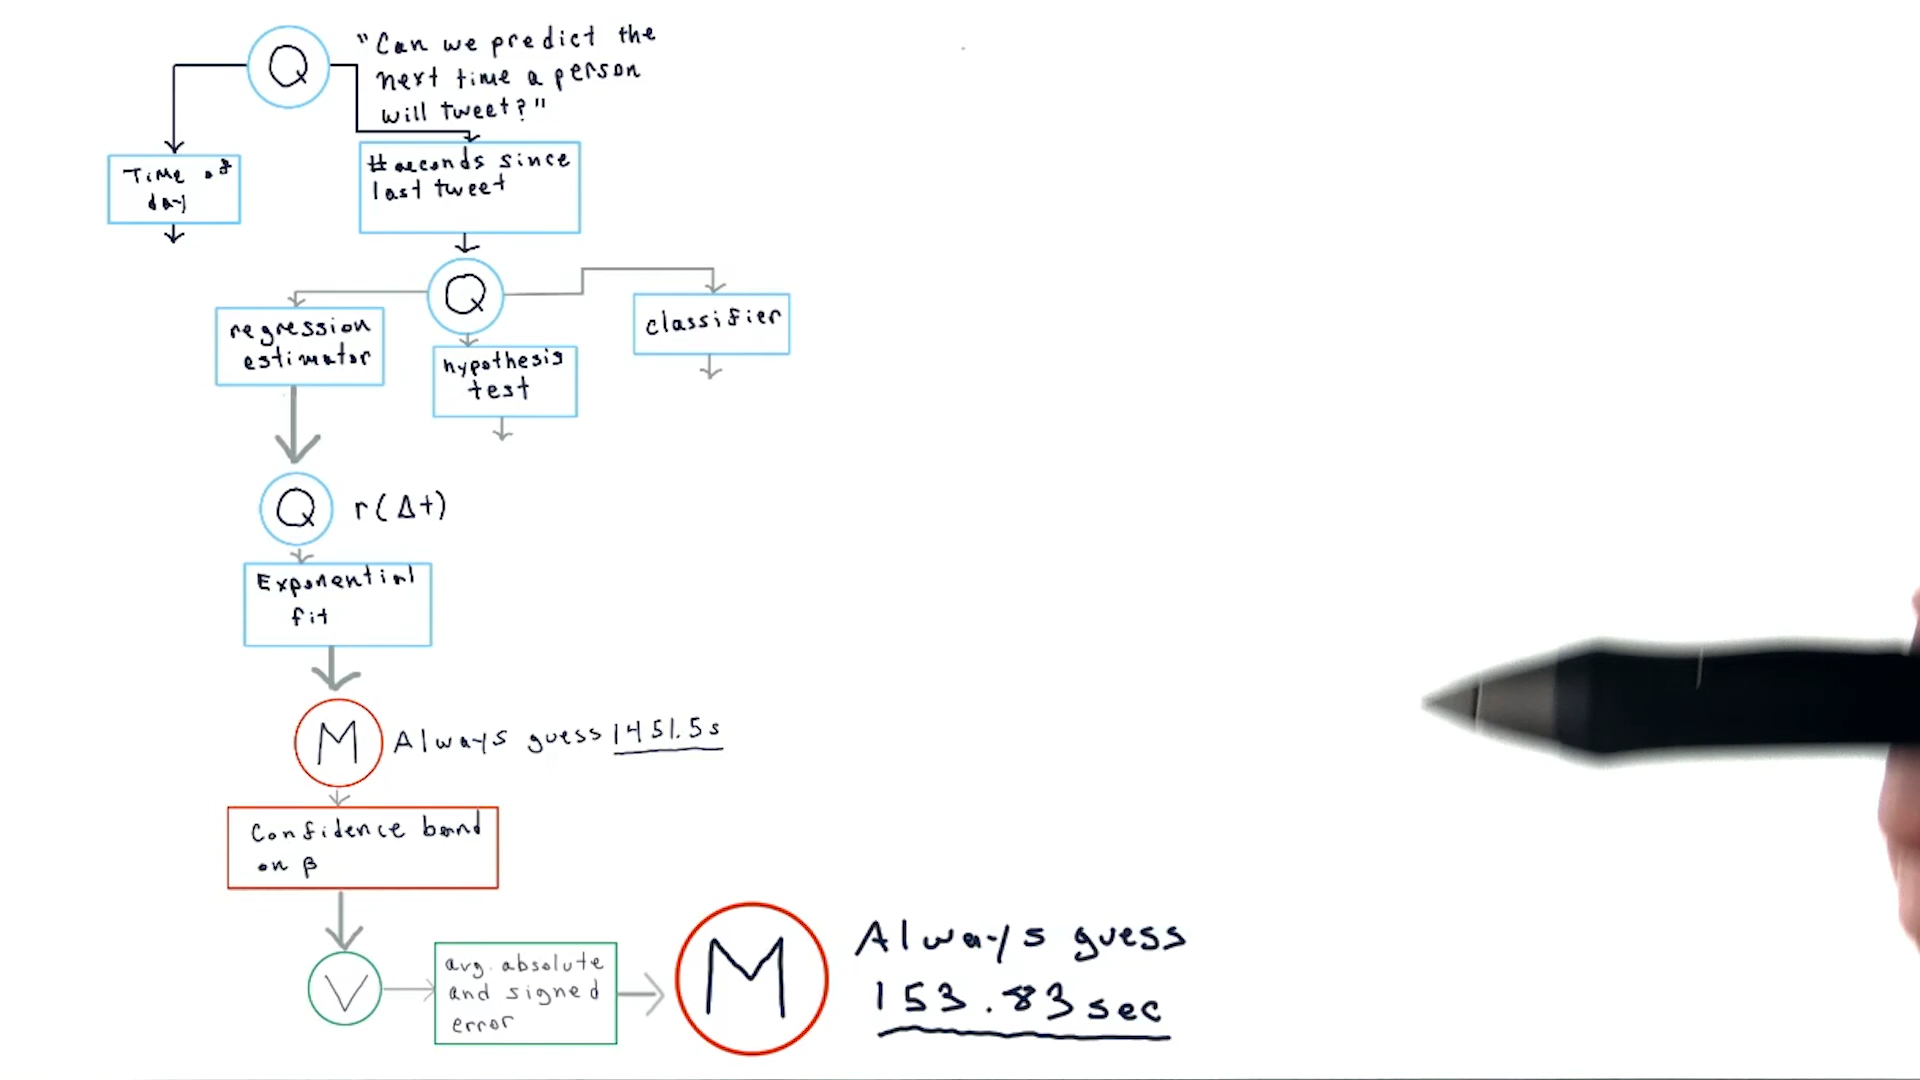 Q
"Can we predict the
next time a person
will tweet?"
Time of
day
# seconds since
last tweet
Q
regression
estimator
hypothesis
test
classifier
Q r(Δt)
Exponential
fit
M Always guess 1451.5s
Confidence band
on β
V
avg. absolute
and signed
error
M
Always guess
153.83 sec